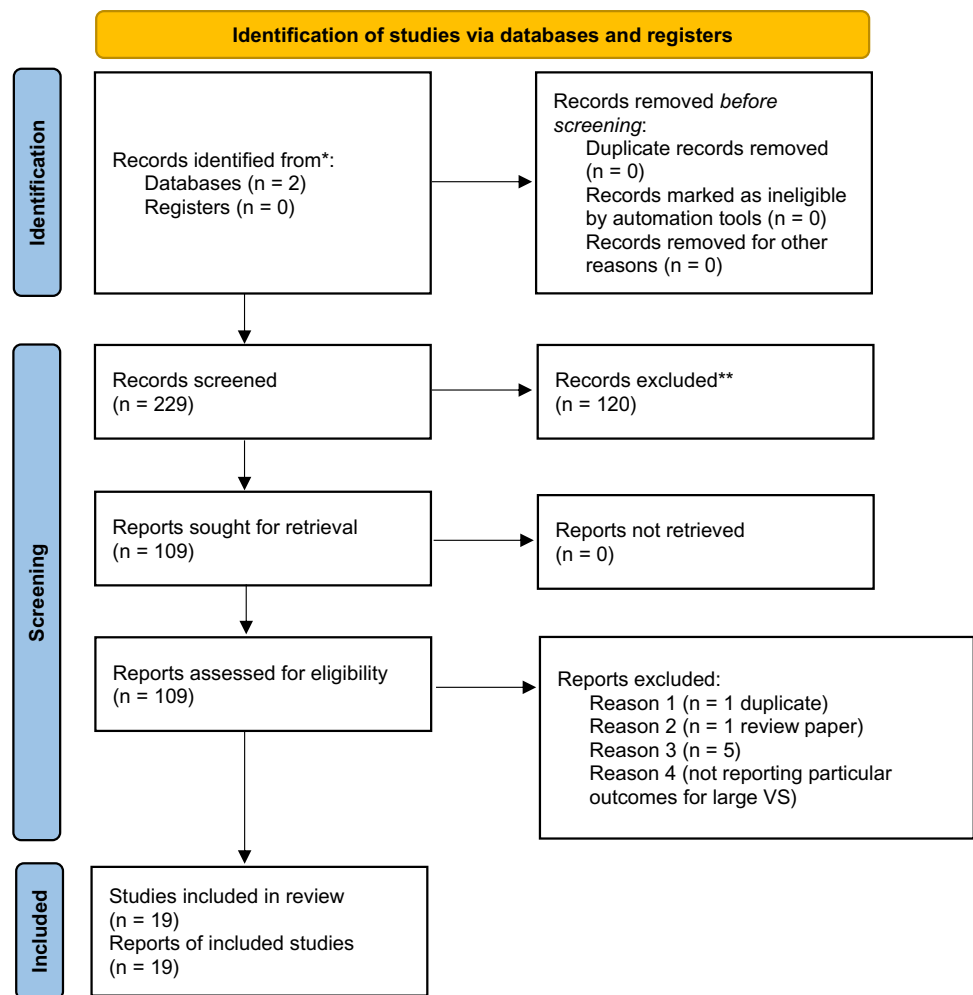 Identification of studies via databases and registers
Identification
Records identified from*:
Databases (n = 2)
Registers (n = 0)
Records removed before
screening:
Duplicate records removed
(n = 0)
Records marked as ineligible
by automation tools (n = 0)
Records removed for other
reasons (n = 0)
Screening
Records screened
(n = 229)
Records excluded**
(n = 120)
Reports sought for retrieval
(n = 109)
Reports not retrieved
(n = 0)
Reports assessed for eligibility
(n = 109)
Reports excluded:
Reason 1 (n = 1 duplicate)
Reason 2 (n = 1 review paper)
Reason 3 (n = 5)
Reason 4 (not reporting particular
outcomes for large VS)
Included
Studies included in review
(n = 19)
Reports of included studies
(n = 19)